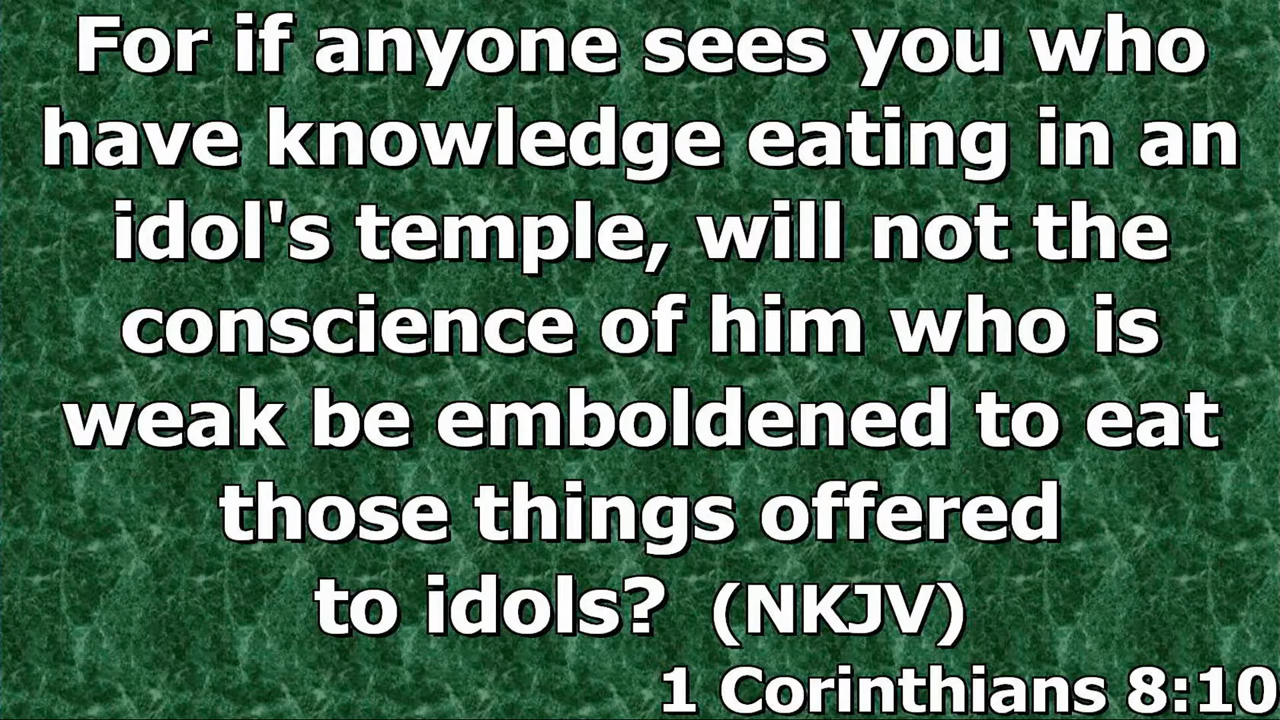 For if anyone sees you who
have knowledge eating in an
idol's temple, will not the
conscience of him who is
weak be emboldened to eat
those things offered
to idols? (NKJV)
1 Corinthians 8:10